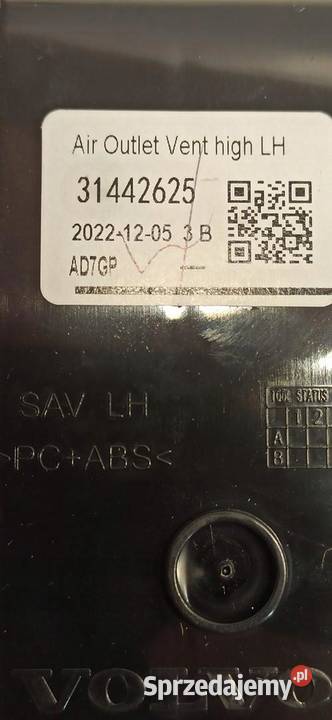 Air Outlet Vent high LH
31442625
2022-12-05 3 B
AD7GP
SAV LH
>PC+ABS<
STATUS
1 2
A
B
VOLVO
Sprzedajemy.pl